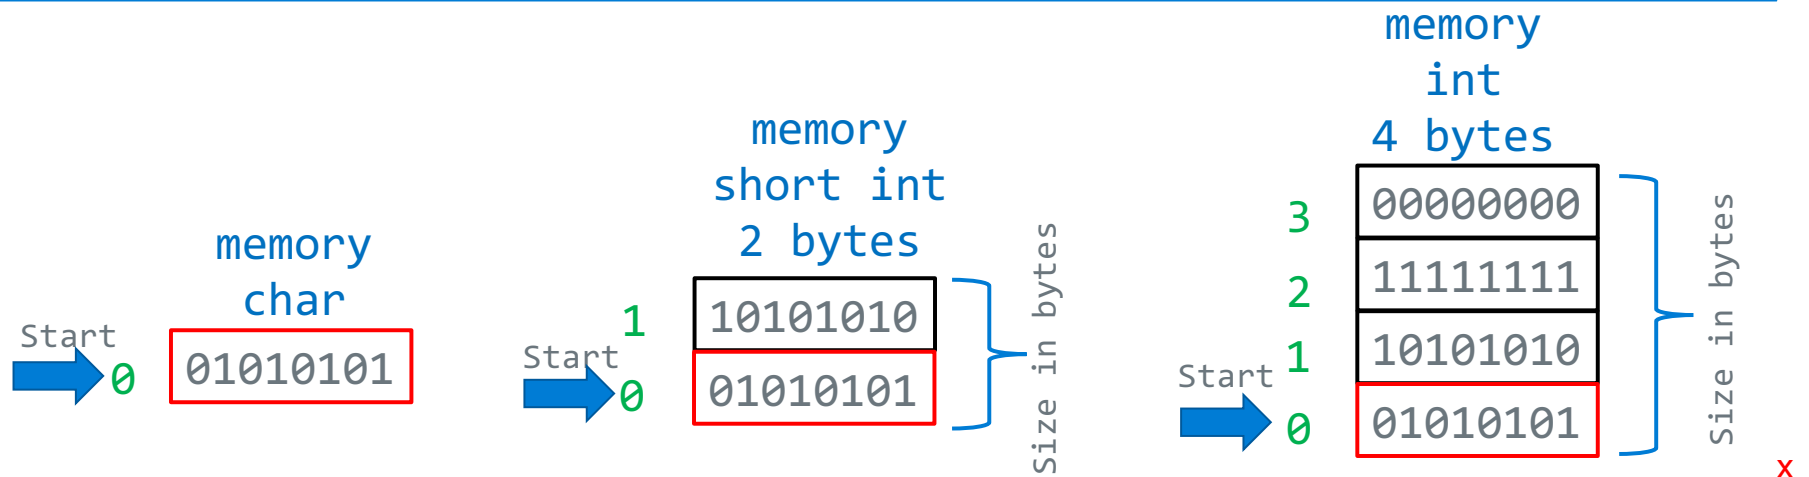 memory
char
Start
0
01010101
memory
short int
2 bytes
1
10101010
Start
0
01010101
Size in bytes
memory
int
4 bytes
3
00000000
2
11111111
1
10101010
Start
0
01010101
Size in bytes
x